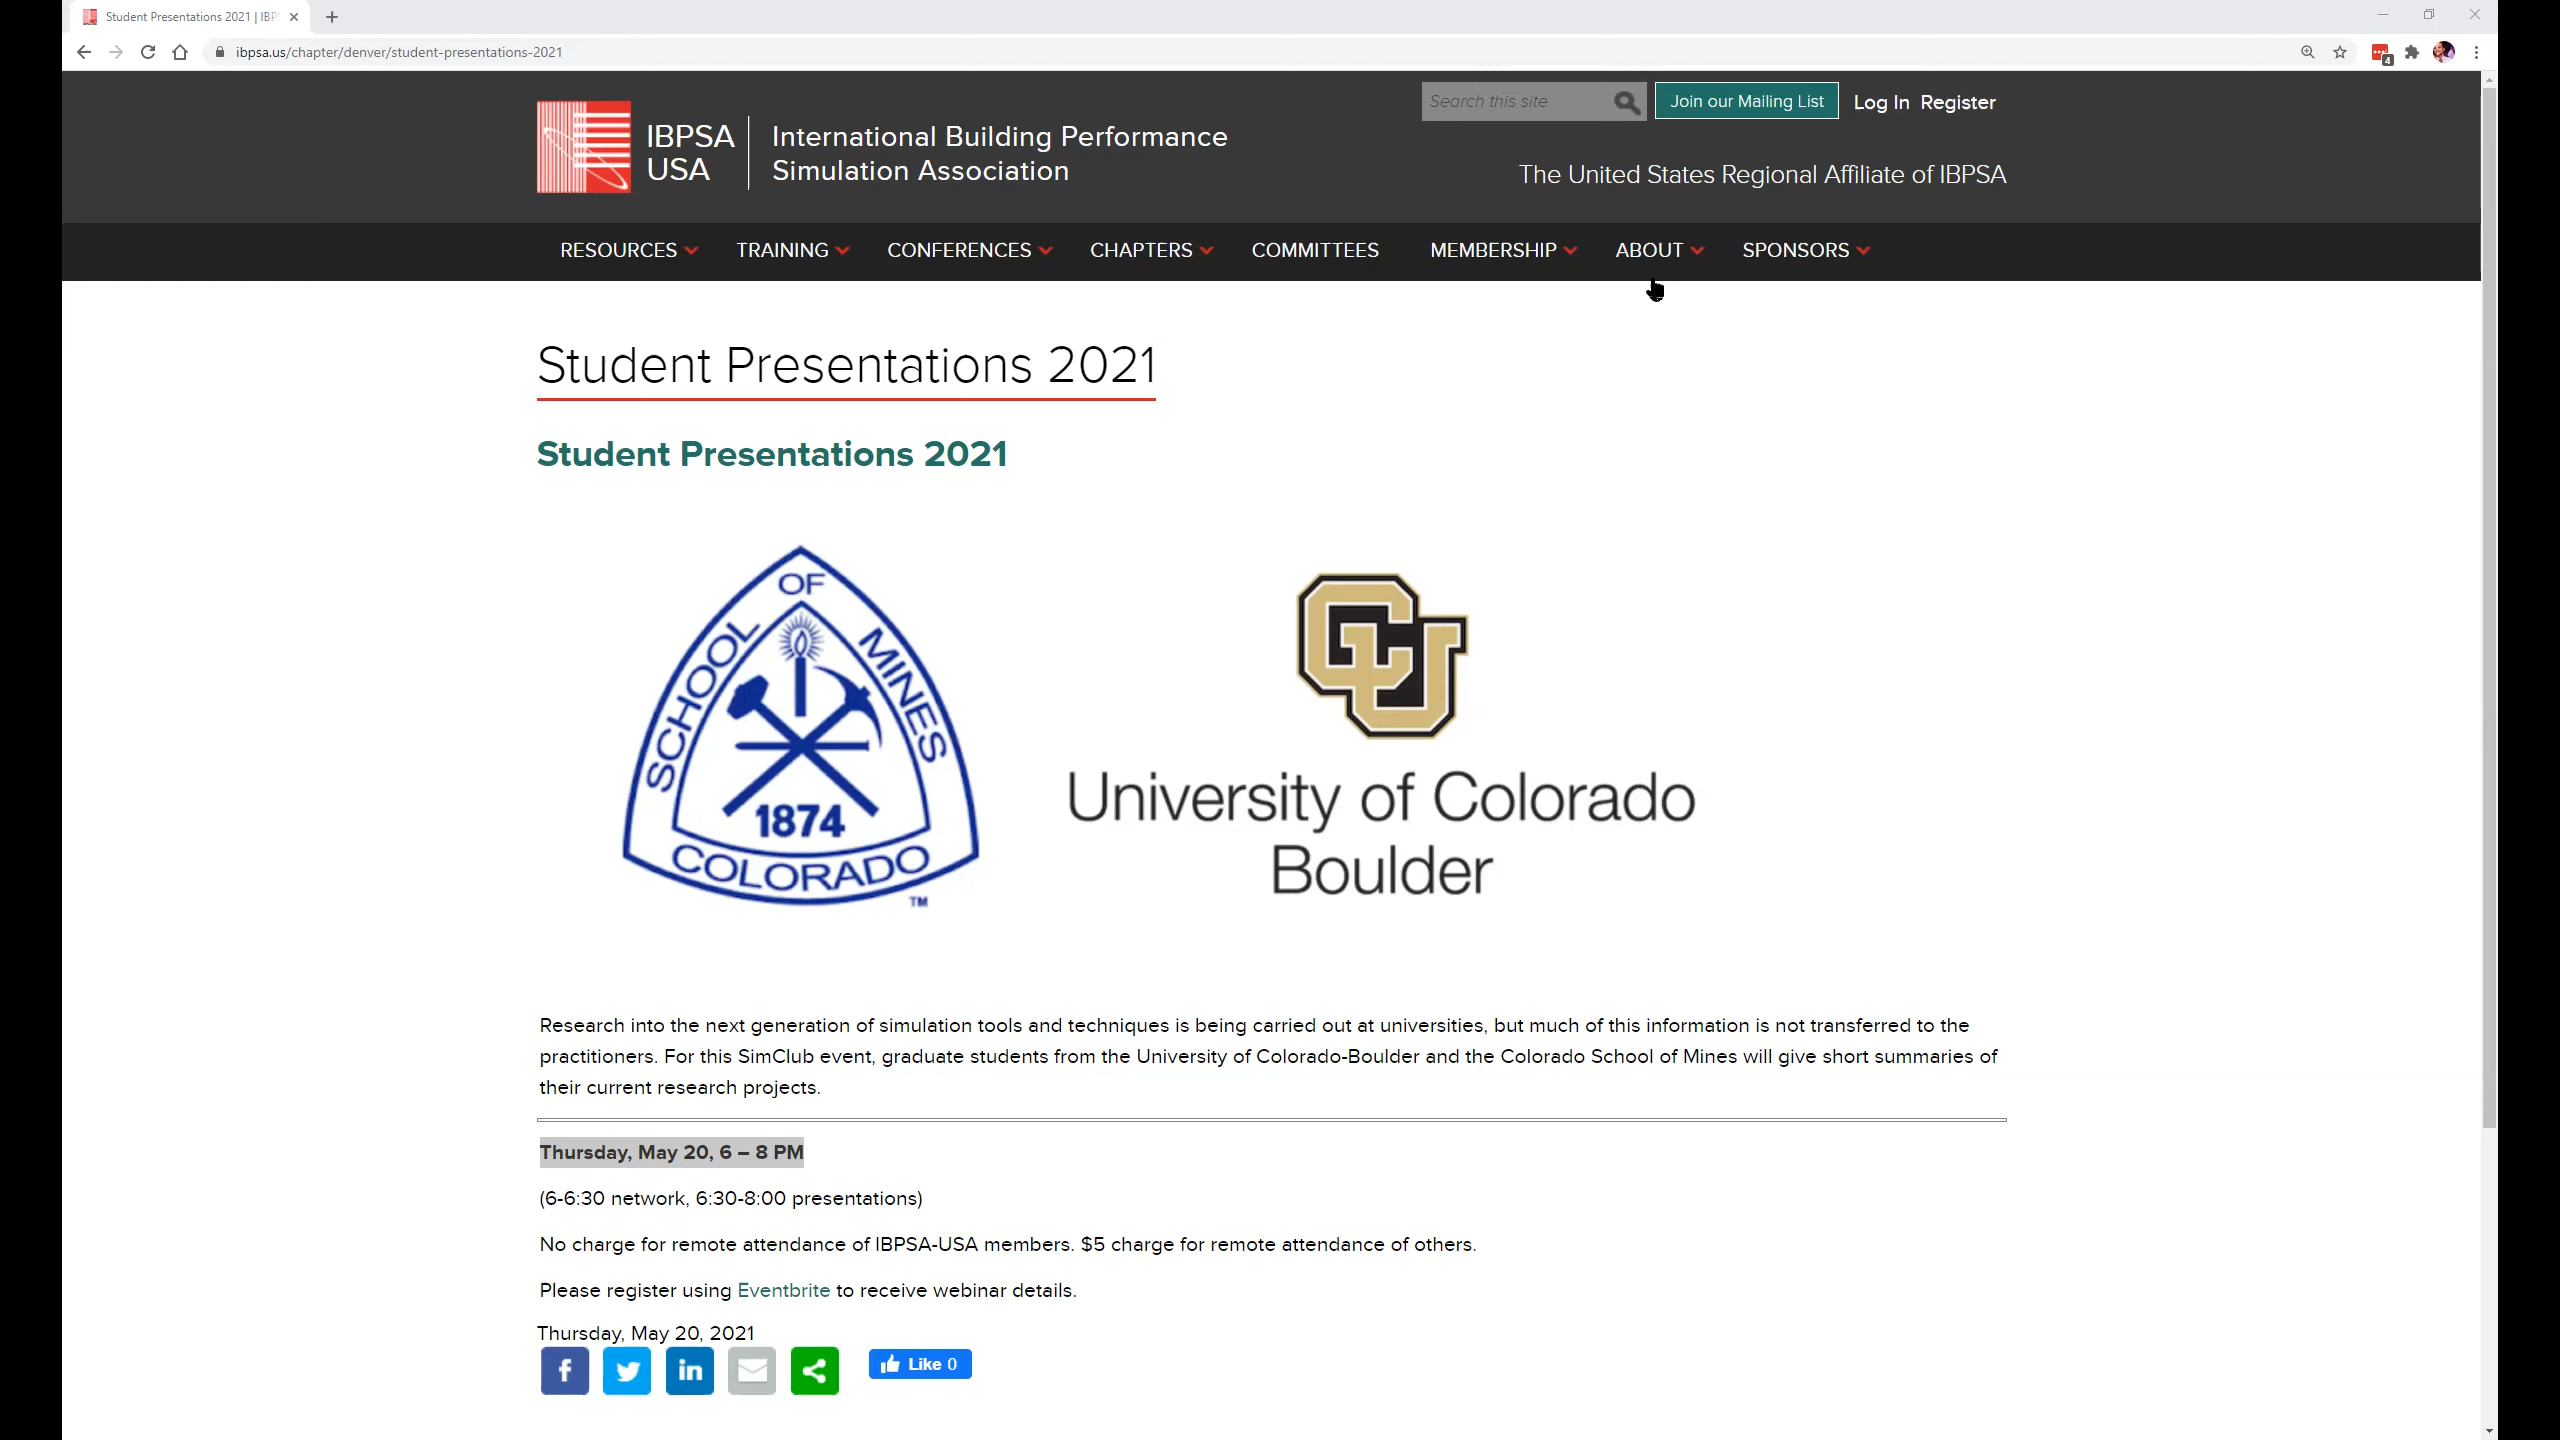 Student Presentations 2021 | IBP
ibpsa.us/chapter/denver/student-presentations-2021
4
Search this site
Join our Mailing List
Log In Register
IBPSA USA
International Building Performance
Simulation Association
The United States Regional Affiliate of IBPSA
RESOURCES TRAINING CONFERENCES CHAPTERS COMMITTEES MEMBERSHIP ABOUT SPONSORS
Student Presentations 2021
Student Presentations 2021
SCHOOL OF MINES
1874
COLORADO
TM
CU
University of Colorado
Boulder
Research into the next generation of simulation tools and techniques is being carried out at universities, but much of this information is not transferred to the
practitioners. For this SimClub event, graduate students from the University of Colorado-Boulder and the Colorado School of Mines will give short summaries of
their current research projects.
Thursday, May 20, 6 – 8 PM
(6-6:30 network, 6:30-8:00 presentations)
No charge for remote attendance of IBPSA-USA members. $5 charge for remote attendance of others.
Please register using Eventbrite to receive webinar details.
Thursday, May 20, 2021
f in Like 0